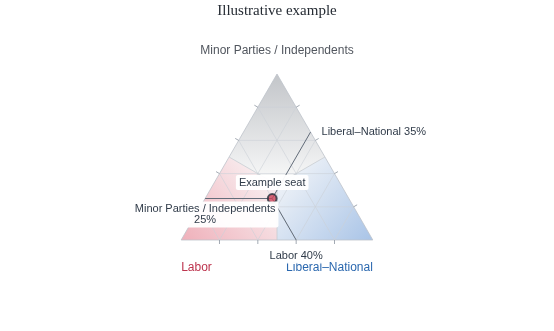 Illustrative example
Minor Parties / Independents
Liberal–National 35%
Example seat
Minor Parties / Independents
25%
Labor 40%
Labor
Liberal–National